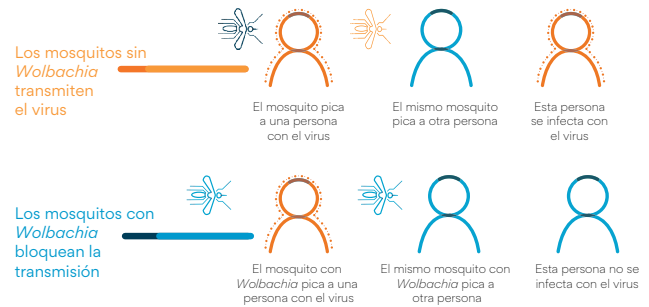 Los mosquitos sin
Wolbachia
transmiten
el virus
El mosquito pica
a una persona
con el virus
El mismo mosquito
pica a otra persona
Esta persona
se infecta con
el virus
Los mosquitos con
Wolbachia
bloquean la
transmisión
El mosquito con
Wolbachia pica a una
persona con el virus
El mismo mosquito con
Wolbachia pica a
otra persona
Esta persona no se
infecta con el virus